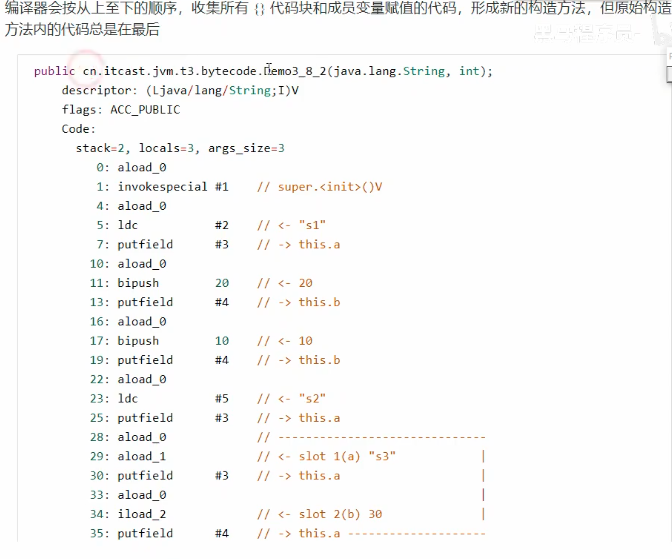 编译器会按从上至下的顺序，收集所有 {} 代码块和成员变量赋值的代码，形成新的构造方法，但原始构造
方法内的代码总是在最后
public cn.itcast.jvm.t3.bytecode.Demo3_8_2(java.lang.String, int);
descriptor: (Ljava/lang/String;I)V
flags: ACC_PUBLIC
Code:
stack=2, locals=3, args_size=3
0: aload_0
1: invokespecial #1 // super.<init>()V
4: aload_0
5: ldc #2 // <- "s1"
7: putfield #3 // -> this.a
10: aload_0
11: bipush 20 // <- 20
13: putfield #4 // -> this.b
16: aload_0
17: bipush 10 // <- 10
19: putfield #4 // -> this.b
22: aload_0
23: ldc #5 // <- "s2"
25: putfield #3 // -> this.a
28: aload_0 // ------------------------------
29: aload_1 // <- slot 1(a) "s3" |
30: putfield #3 // -> this.a |
33: aload_0 |
34: iload_2 // <- slot 2(b) 30 |
35: putfield #4 // -> this.a --------------------